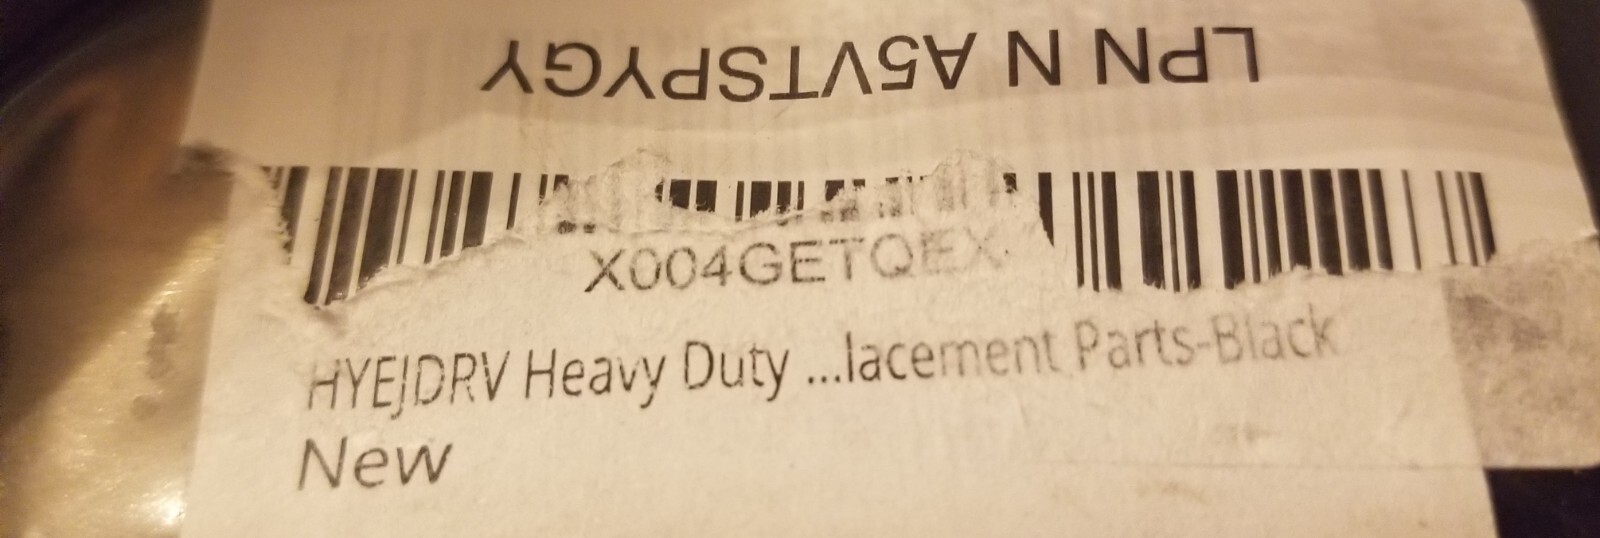 LPN N A5VTSPYGY
X004GETQEX
HYEJDRV Heavy Duty ...lacement Parts-Black
New